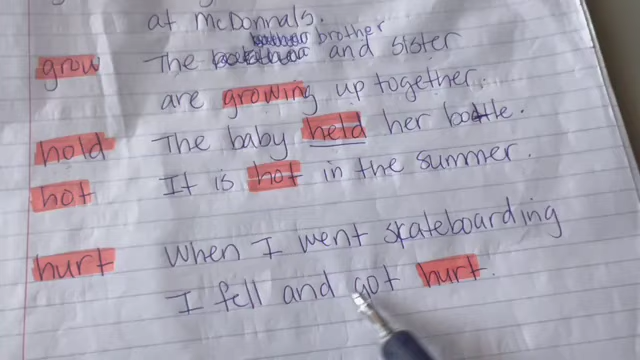 at McDonnals.
brother
grow The and sister
are growing up together.
hold The baby held her bottle.
hot It is hot in the summer.
hurt When I went skateboarding
I fell and got hurt.